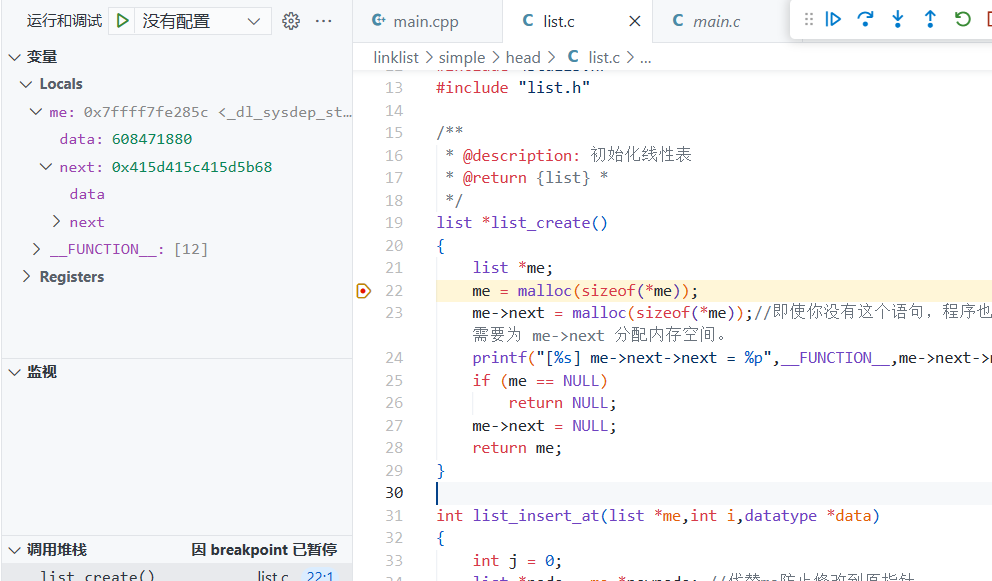 运行和调试 没有配置
变量
Locals
me: 0x7ffff7fe285c <_dl_sysdep_st…
data: 608471880
next: 0x415d415c415d5b68
data
next
__FUNCTION__: [12]
Registers
监视
调用堆栈 因 breakpoint 已暂停
list_create() list.c 22:1
main.cpp list.c main.c
linklist > simple > head > C list.c > ...
13 #include "list.h"
14
15 /**
16 * @description: 初始化线性表
17 * @return {list} *
18 */
19 list *list_create()
20 {
21 list *me;
22 me = malloc(sizeof(*me));
23 me->next = malloc(sizeof(*me));//即使你没有这个语句，程序也
需要为 me->next 分配内存空间。
24 printf("[%s] me->next->next = %p",__FUNCTION__,me->next->
25 if (me == NULL)
26 return NULL;
27 me->next = NULL;
28 return me;
29 }
30
31 int list_insert_at(list *me,int i,datatype *data)
32 {
33 int j = 0;